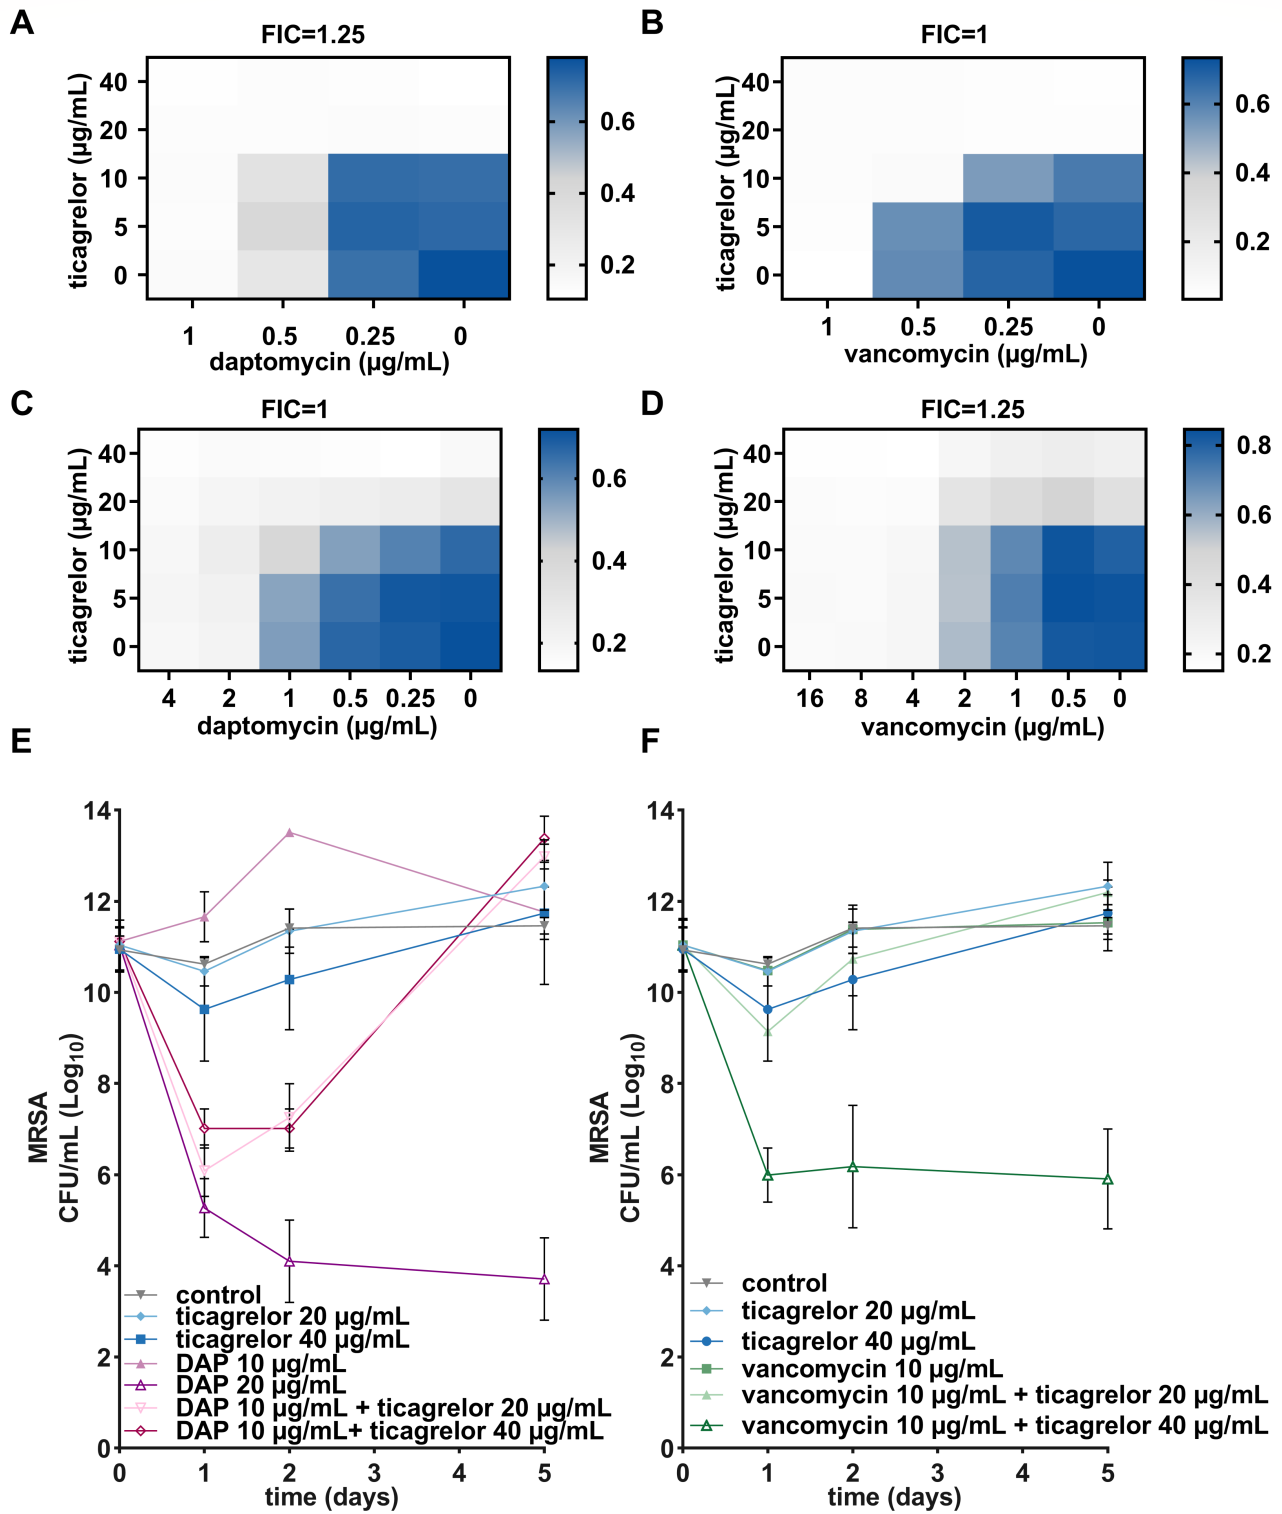 A
FIC=1.25
ticagrelor (µg/mL)
40
20
10
5
0
1 0.5 0.25 0
daptomycin (µg/mL)
0.6
0.4
0.2
B
FIC=1
ticagrelor (µg/mL)
40
20
10
5
0
1 0.5 0.25 0
vancomycin (µg/mL)
0.6
0.4
0.2
C
FIC=1
ticagrelor (µg/mL)
40
20
10
5
0
4 2 1 0.5 0.25 0
daptomycin (µg/mL)
0.6
0.4
0.2
D
FIC=1.25
ticagrelor (µg/mL)
40
20
10
5
0
16 8 4 2 1 0.5 0
vancomycin (µg/mL)
0.8
0.6
0.4
0.2
E
MRSA
CFU/mL (Log10)
14
12
10
8
6
4
2
0
control
ticagrelor 20 µg/mL
ticagrelor 40 µg/mL
DAP 10 µg/mL
DAP 20 µg/mL
DAP 10 µg/mL + ticagrelor 20 µg/mL
DAP 10 µg/mL+ ticagrelor 40 µg/mL
0 1 2 3 4 5
time (days)
F
MRSA
CFU/mL (Log10)
14
12
10
8
6
4
2
0
control
ticagrelor 20 µg/mL
ticagrelor 40 µg/mL
vancomycin 10 µg/mL
vancomycin 10 µg/mL + ticagrelor 20 µg/mL
vancomycin 10 µg/mL + ticagrelor 40 µg/mL
0 1 2 3 4 5
time (days)